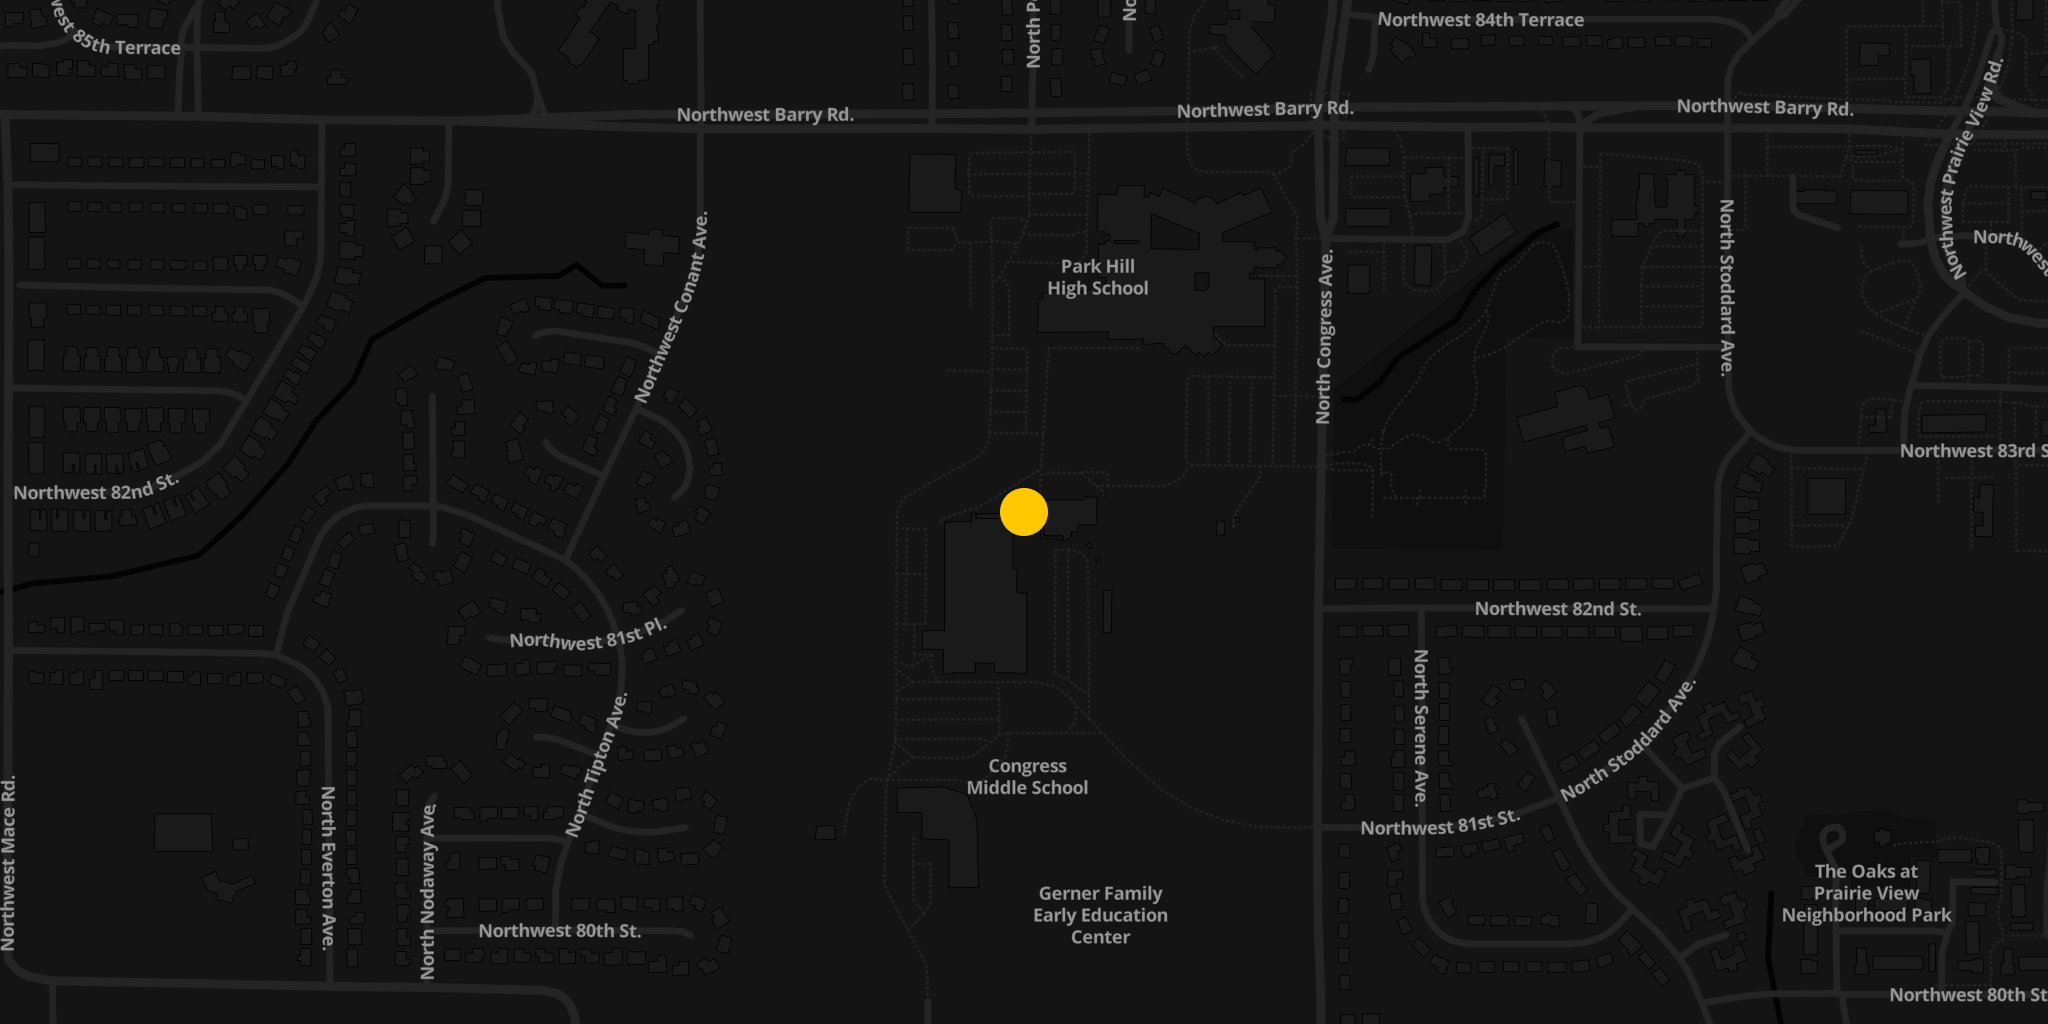 Northwest 84th Terrace
west 85th Terrace
North P
No
Northwest Barry Rd.
Northwest Barry Rd.
Northwest Barry Rd.
Northwest Prairie View Rd.
Northwest
Northwest Conant Ave.
Park Hill
High School
North Congress Ave.
North Stoddard Ave.
Northwest 83rd S
Northwest 82nd St.
Northwest 82nd St.
Northwest 81st Pl.
North Serene Ave.
North Tipton Ave.
North Stoddard Ave.
Congress
Middle School
Northwest 81st St.
Northwest Mace Rd.
North Everton Ave.
North Nodaway Ave.
The Oaks at
Prairie View
Neighborhood Park
Gerner Family
Early Education
Center
Northwest 80th St.
Northwest 80th St